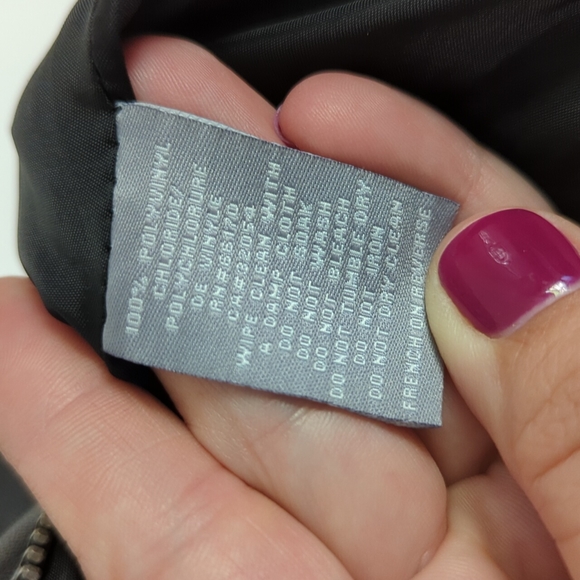 100% POLYVINYL
CHLORIDE/
POLYCHLORURE
DE VINYLE
RN#66170
CA#32054
WIPE CLEAN WITH
A DAMP CLOTH
DO NOT SOAK
DO NOT WASH
DO NOT BLEACH
DO NOT TUMBLE DRY
DO NOT IRON
DO NOT DRY CLEAN
FRENCH ON REVERSE